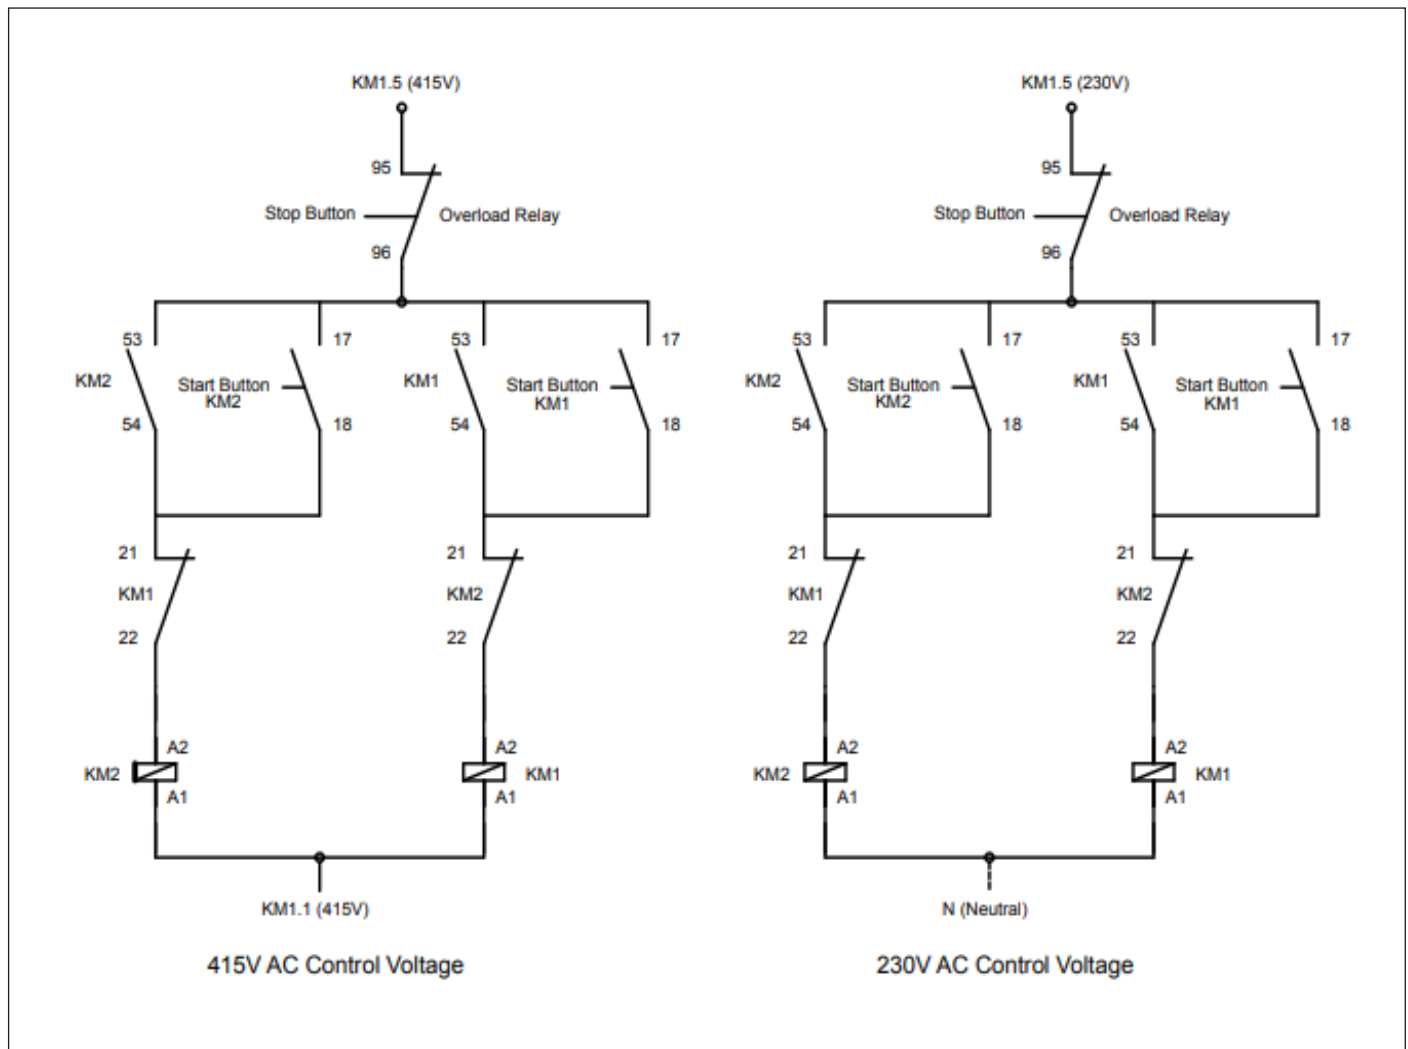 KM1.5 (415V)
KM1.5 (230V)
95
95
Stop Button
Overload Relay
Stop Button
Overload Relay
96
96
53
17
53
17
53
17
53
17
KM2
Start Button
KM2
KM1
Start Button
KM1
KM2
Start Button
KM2
KM1
Start Button
KM1
54
18
54
18
54
18
54
18
21
21
21
21
KM1
KM2
KM1
KM2
22
22
22
22
A2
A2
A2
A2
KM2
KM1
KM2
KM1
A1
A1
A1
A1
KM1.1 (415V)
N (Neutral)
415V AC Control Voltage
230V AC Control Voltage